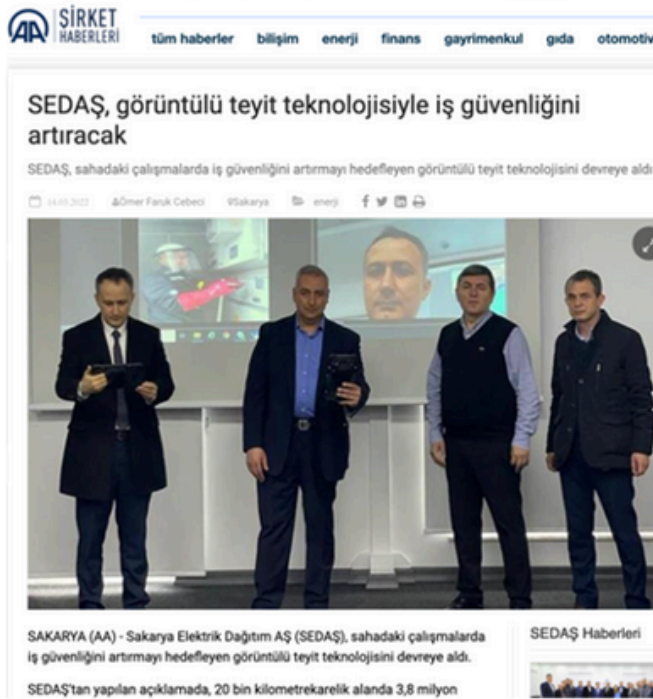 AA ŞİRKET
HABERLERİ
tüm haberler bilişim enerji finans gayrimenkul gıda otomotiv
SEDAŞ, görüntülü teyit teknolojisiyle iş güvenliğini
artıracak
SEDAŞ, sahadaki çalışmalarda iş güvenliğini artırmayı hedefleyen görüntülü teyit teknolojisini devreye aldı
14.03.2022 Ömer Faruk Cebeci Sakarya enerji
SAKARYA (AA) - Sakarya Elektrik Dağıtım AŞ (SEDAŞ), sahadaki çalışmalarda
iş güvenliğini artırmayı hedefleyen görüntülü teyit teknolojisini devreye aldı.
SEDAŞ'tan yapılan açıklamada, 20 bin kilometrekarelik alanda 3,8 milyon
SEDAŞ Haberleri